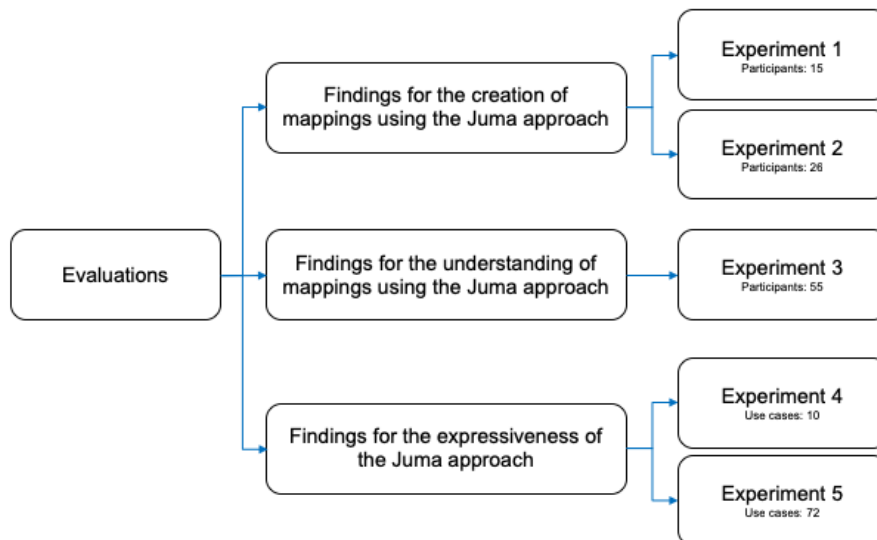 Evaluations
Findings for the creation of
mappings using the Juma approach
Experiment 1
Participants: 15
Experiment 2
Participants: 26
Findings for the understanding of
mappings using the Juma approach
Experiment 3
Participants: 55
Findings for the expressiveness of
the Juma approach
Experiment 4
Use cases: 10
Experiment 5
Use cases: 72